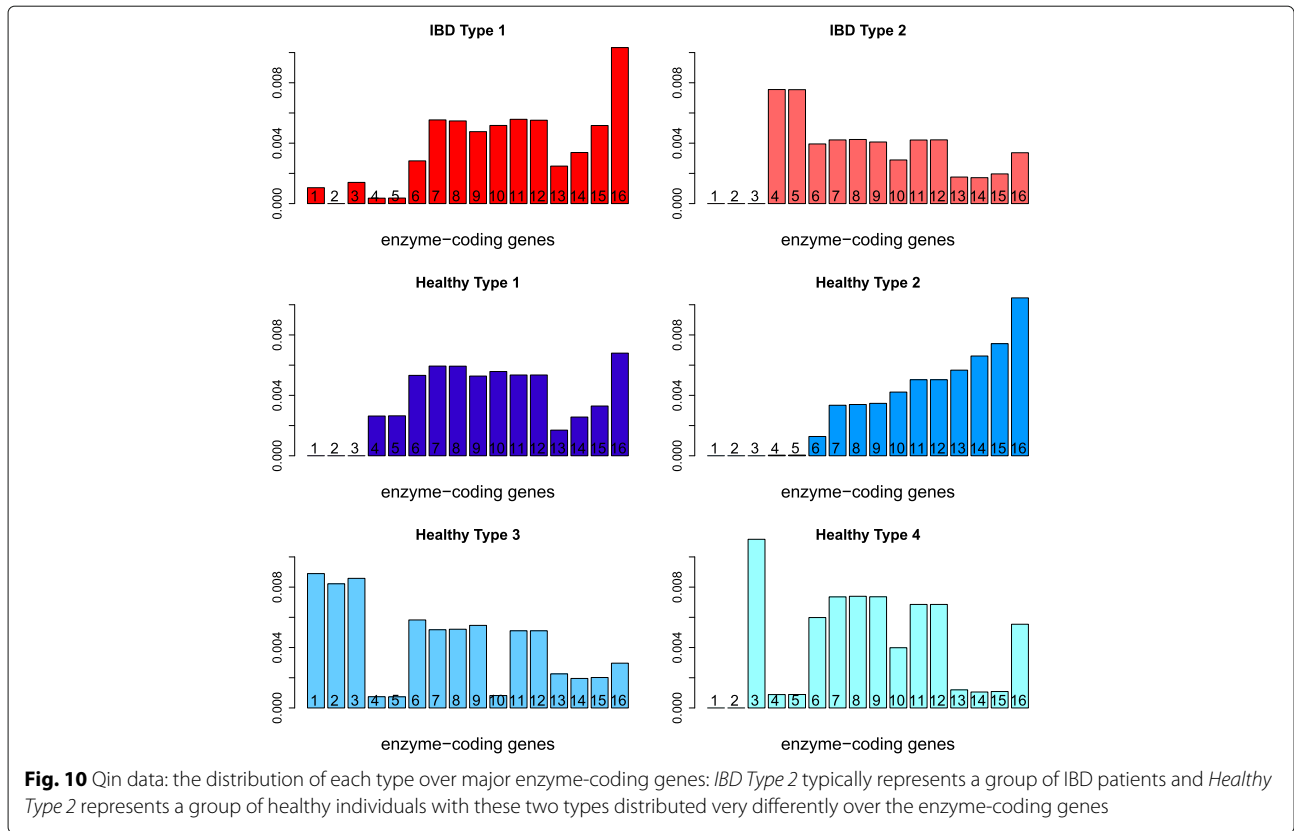 IBD Type 1
IBD Type 2
0.000 0.004 0.008
1 2 3 4 5 6 7 8 9 10 11 12 13 14 15 16
enzyme−coding genes
0.000 0.004 0.008
1 2 3 4 5 6 7 8 9 10 11 12 13 14 15 16
enzyme−coding genes
Healthy Type 1
Healthy Type 2
0.000 0.004 0.008
1 2 3 4 5 6 7 8 9 10 11 12 13 14 15 16
enzyme−coding genes
0.000 0.004 0.008
1 2 3 4 5 6 7 8 9 10 11 12 13 14 15 16
enzyme−coding genes
Healthy Type 3
Healthy Type 4
0.000 0.004 0.008
1 2 3 4 5 6 7 8 9 10 11 12 13 14 15 16
enzyme−coding genes
0.000 0.004 0.008
1 2 3 4 5 6 7 8 9 10 11 12 13 14 15 16
enzyme−coding genes
Fig. 10 Qin data: the distribution of each type over major enzyme-coding genes: IBD Type 2 typically represents a group of IBD patients and Healthy
Type 2 represents a group of healthy individuals with these two types distributed very differently over the enzyme-coding genes